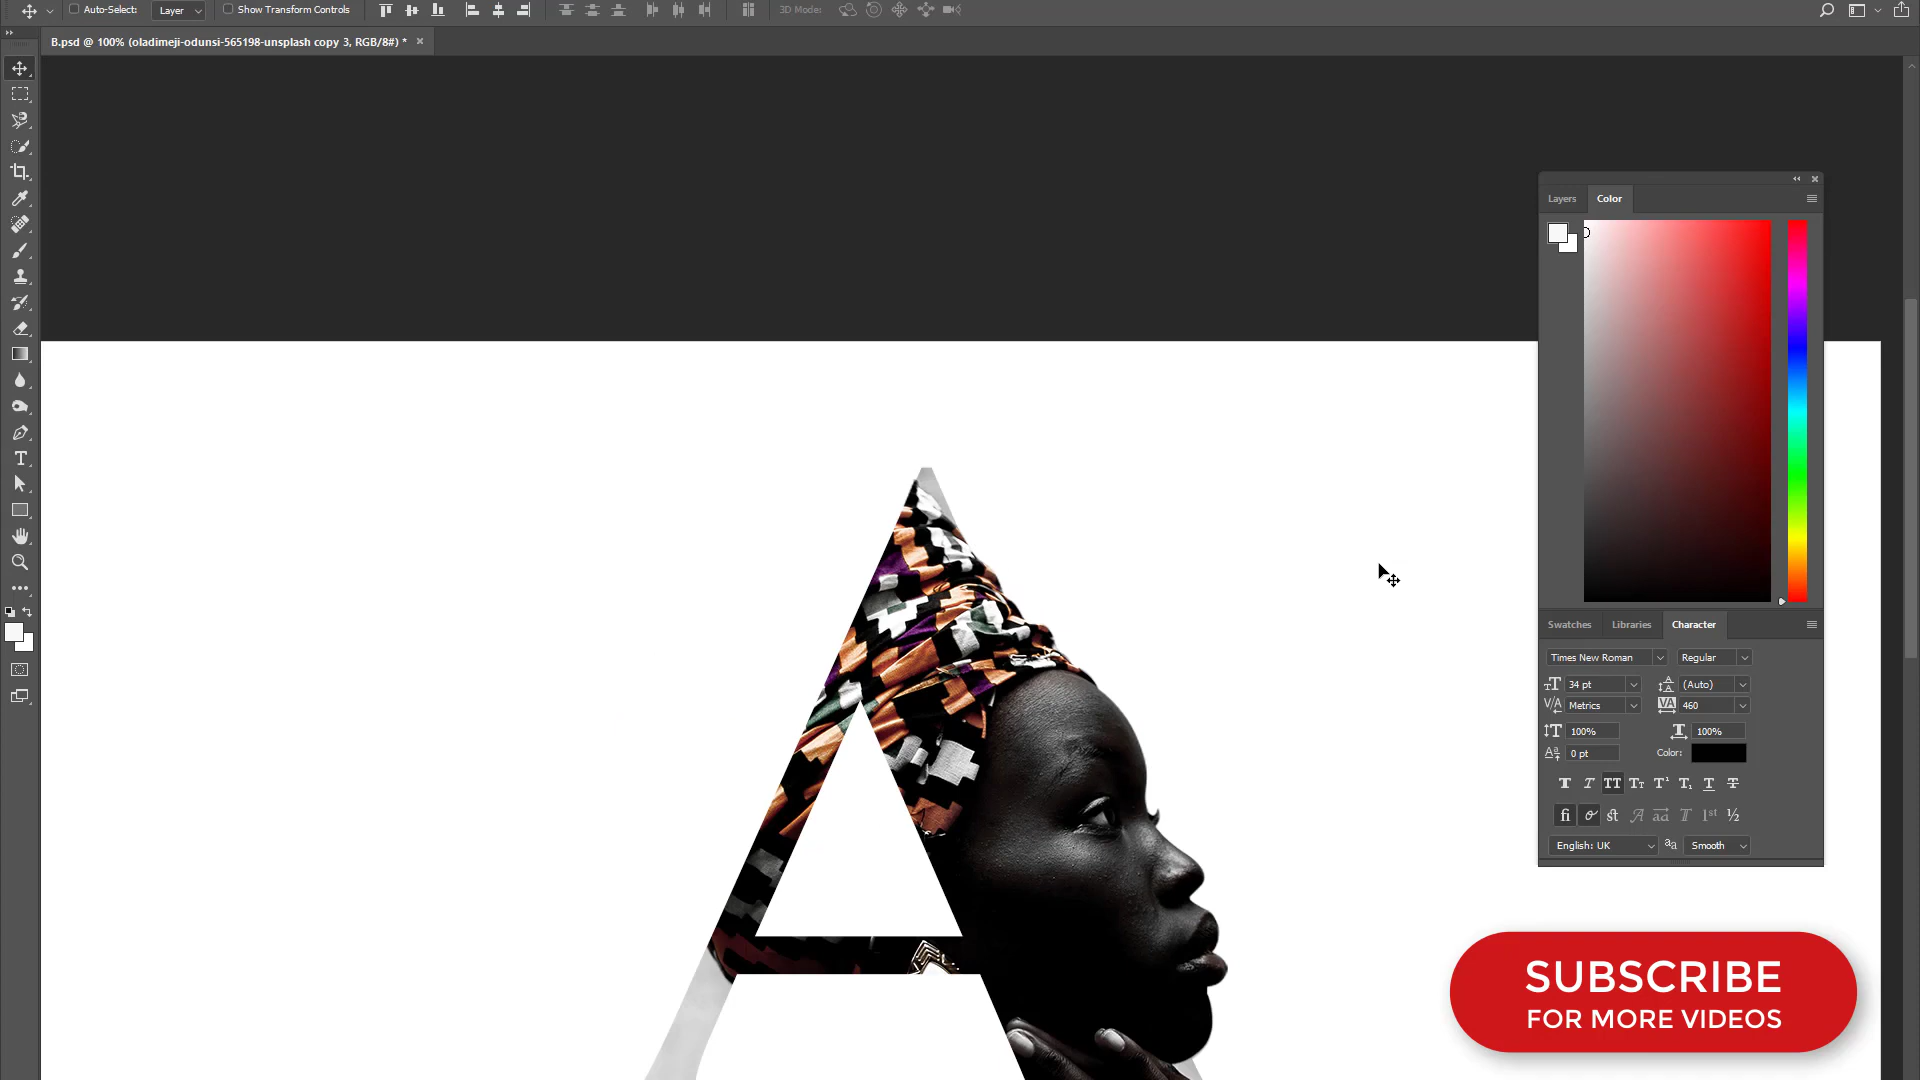 Auto-Select: Layer Show Transform Controls 3D Mode:
B.psd @ 100% (oladimeji-odunsi-565198-unsplash copy 3, RGB/8#) *
Layers Color
Swatches Libraries Character
Times New Roman Regular
34 pt (Auto)
Metrics 460
100% 100%
0 pt Color:
English: UK Smooth
SUBSCRIBE
FOR MORE VIDEOS